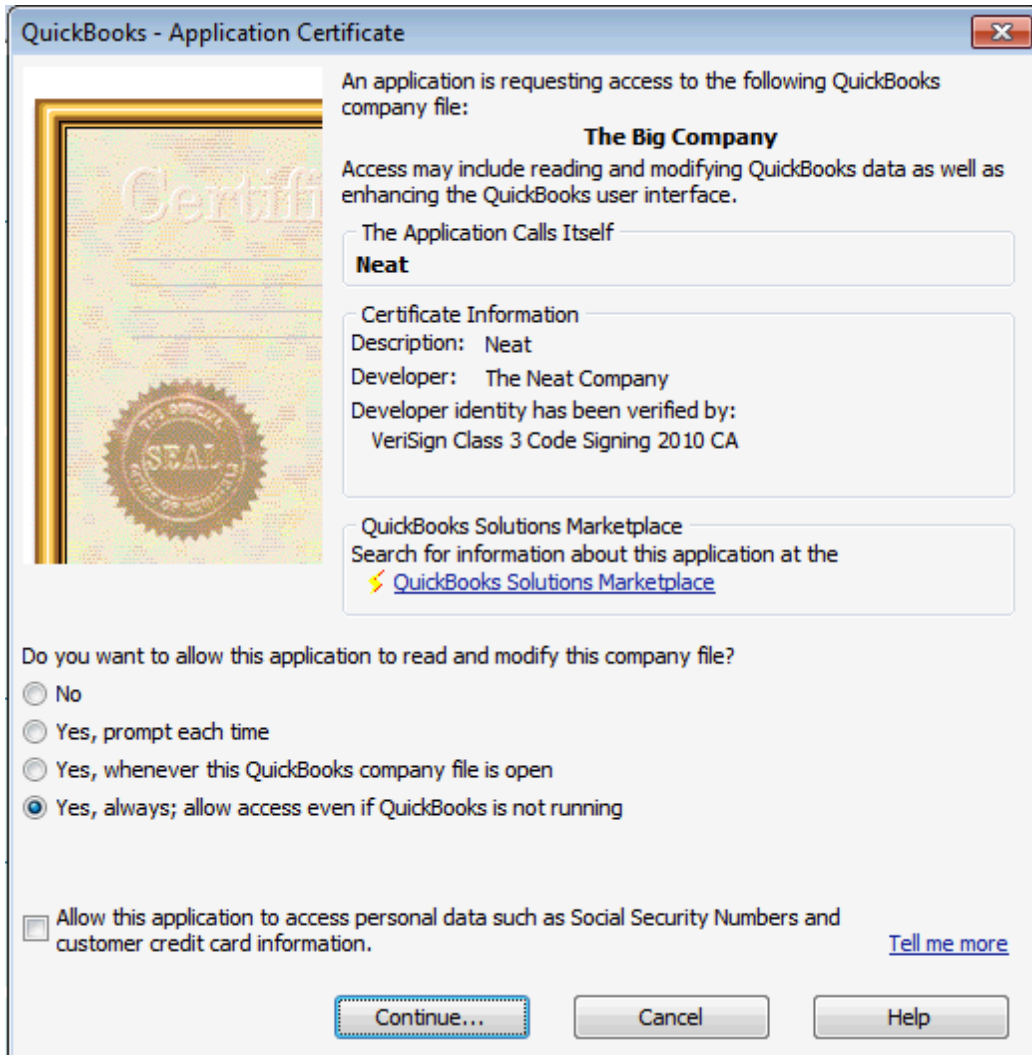 QuickBooks - Application Certificate
An application is requesting access to the following QuickBooks
company file:
The Big Company
Access may include reading and modifying QuickBooks data as well as
enhancing the QuickBooks user interface.
The Application Calls Itself
Neat
Certificate Information
Description: Neat
Developer: The Neat Company
Developer identity has been verified by:
VeriSign Class 3 Code Signing 2010 CA
QuickBooks Solutions Marketplace
Search for information about this application at the
QuickBooks Solutions Marketplace
Certifi
THE OFFICIAL
SEAL
Do you want to allow this application to read and modify this company file?
No
Yes, prompt each time
Yes, whenever this QuickBooks company file is open
Yes, always; allow access even if QuickBooks is not running
Allow this application to access personal data such as Social Security Numbers and
customer credit card information.
Tell me more
Continue...
Cancel
Help